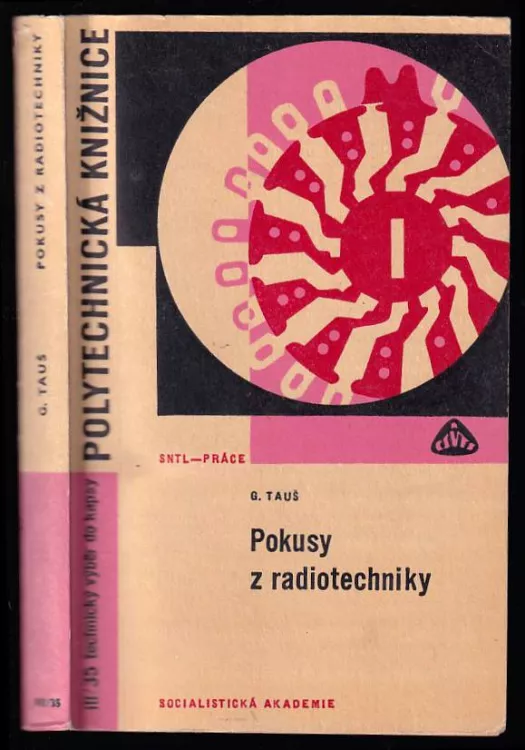 G. TAUŠ
POKUSY Z RADIOTECHNIKY
III/35
POLYTECHNICKÁ KNIŽNICE
III/35 technický výběr do kapsy
SNTL—PRÁCE
G. TAUŠ
Pokusy
z radiotechniky
SOCIALISTICKÁ AKADEMIE